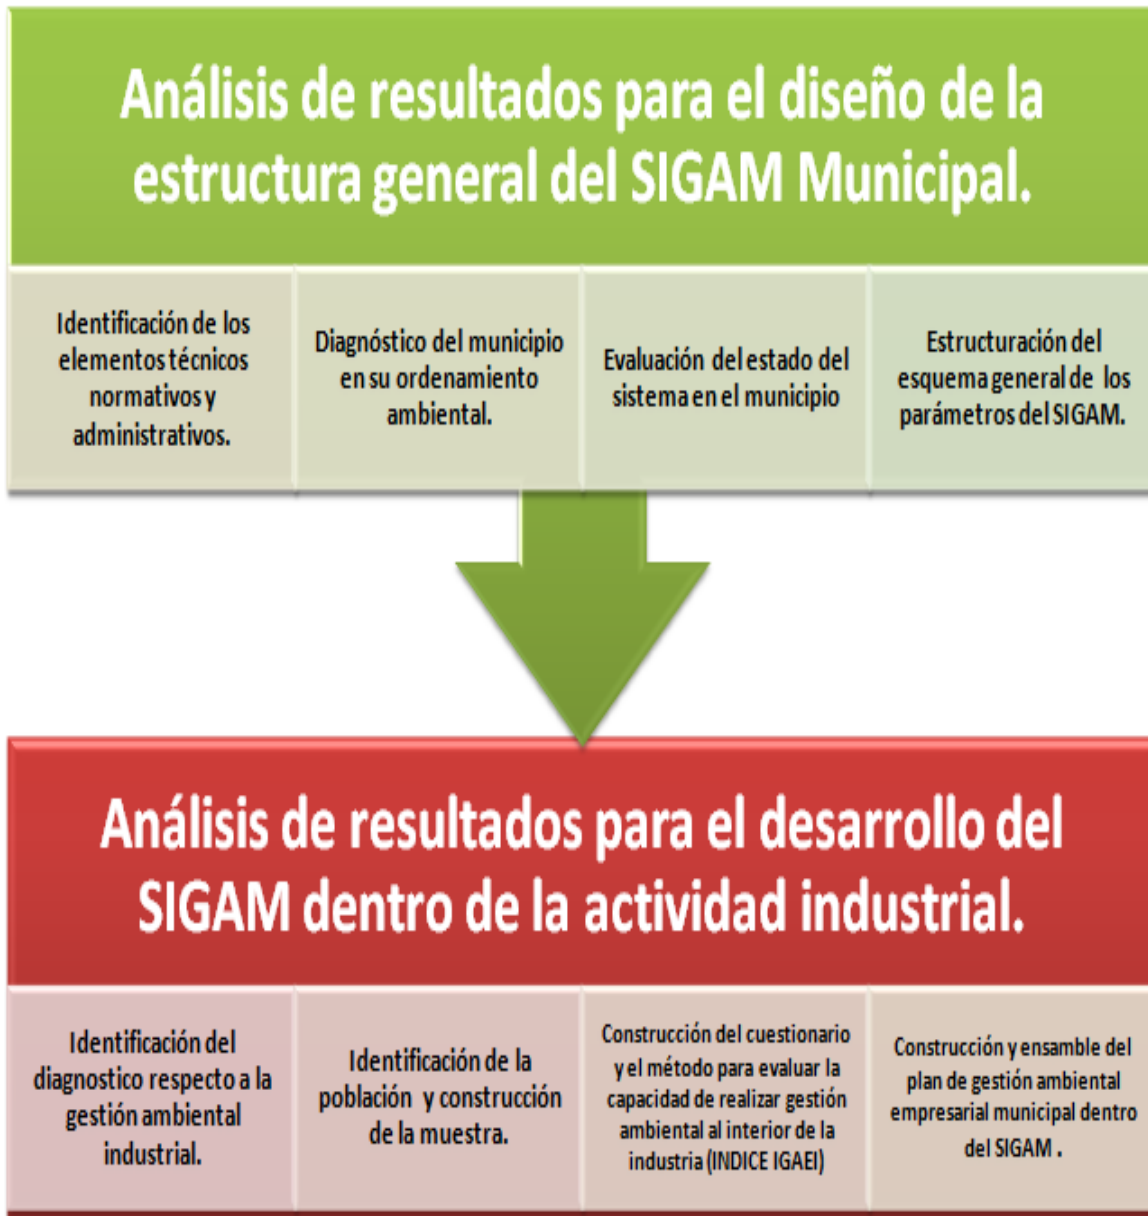 Análisis de resultados para el diseño de la
estructura general del SIGAM Municipal.
Identificación de los
elementos técnicos
normativos y
administrativos.
Diagnóstico del municipio
en su ordenamiento
ambiental.
Evaluación del estado del
sistema en el municipio
Estructuración del
esquema general de los
parámetros del SIGAM.
Análisis de resultados para el desarrollo del
SIGAM dentro de la actividad industrial.
Identificación del
diagnostico respecto a la
gestión ambiental
industrial.
Identificación de la
población y construcción
de la muestra.
Construcción del cuestionario
y el método para evaluar la
capacidad de realizar gestión
ambiental al interior de la
industria (INDICE IGAEI)
Construcción y ensamble del
plan de gestión ambiental
empresarial municipal dentro
del SIGAM .